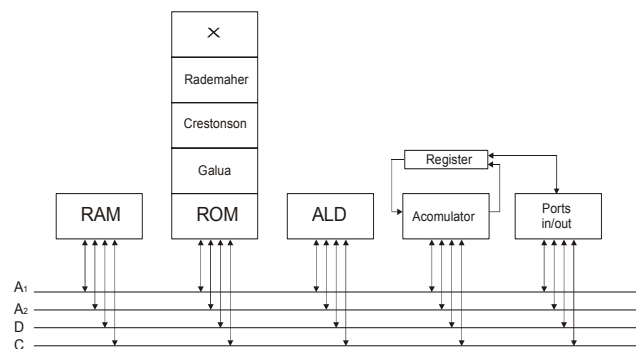 ×
Rademaher
Crestonson
Galua
Register
RAM
ROM
ALD
Acomulator
Ports
in/out
A1
A2
D
C